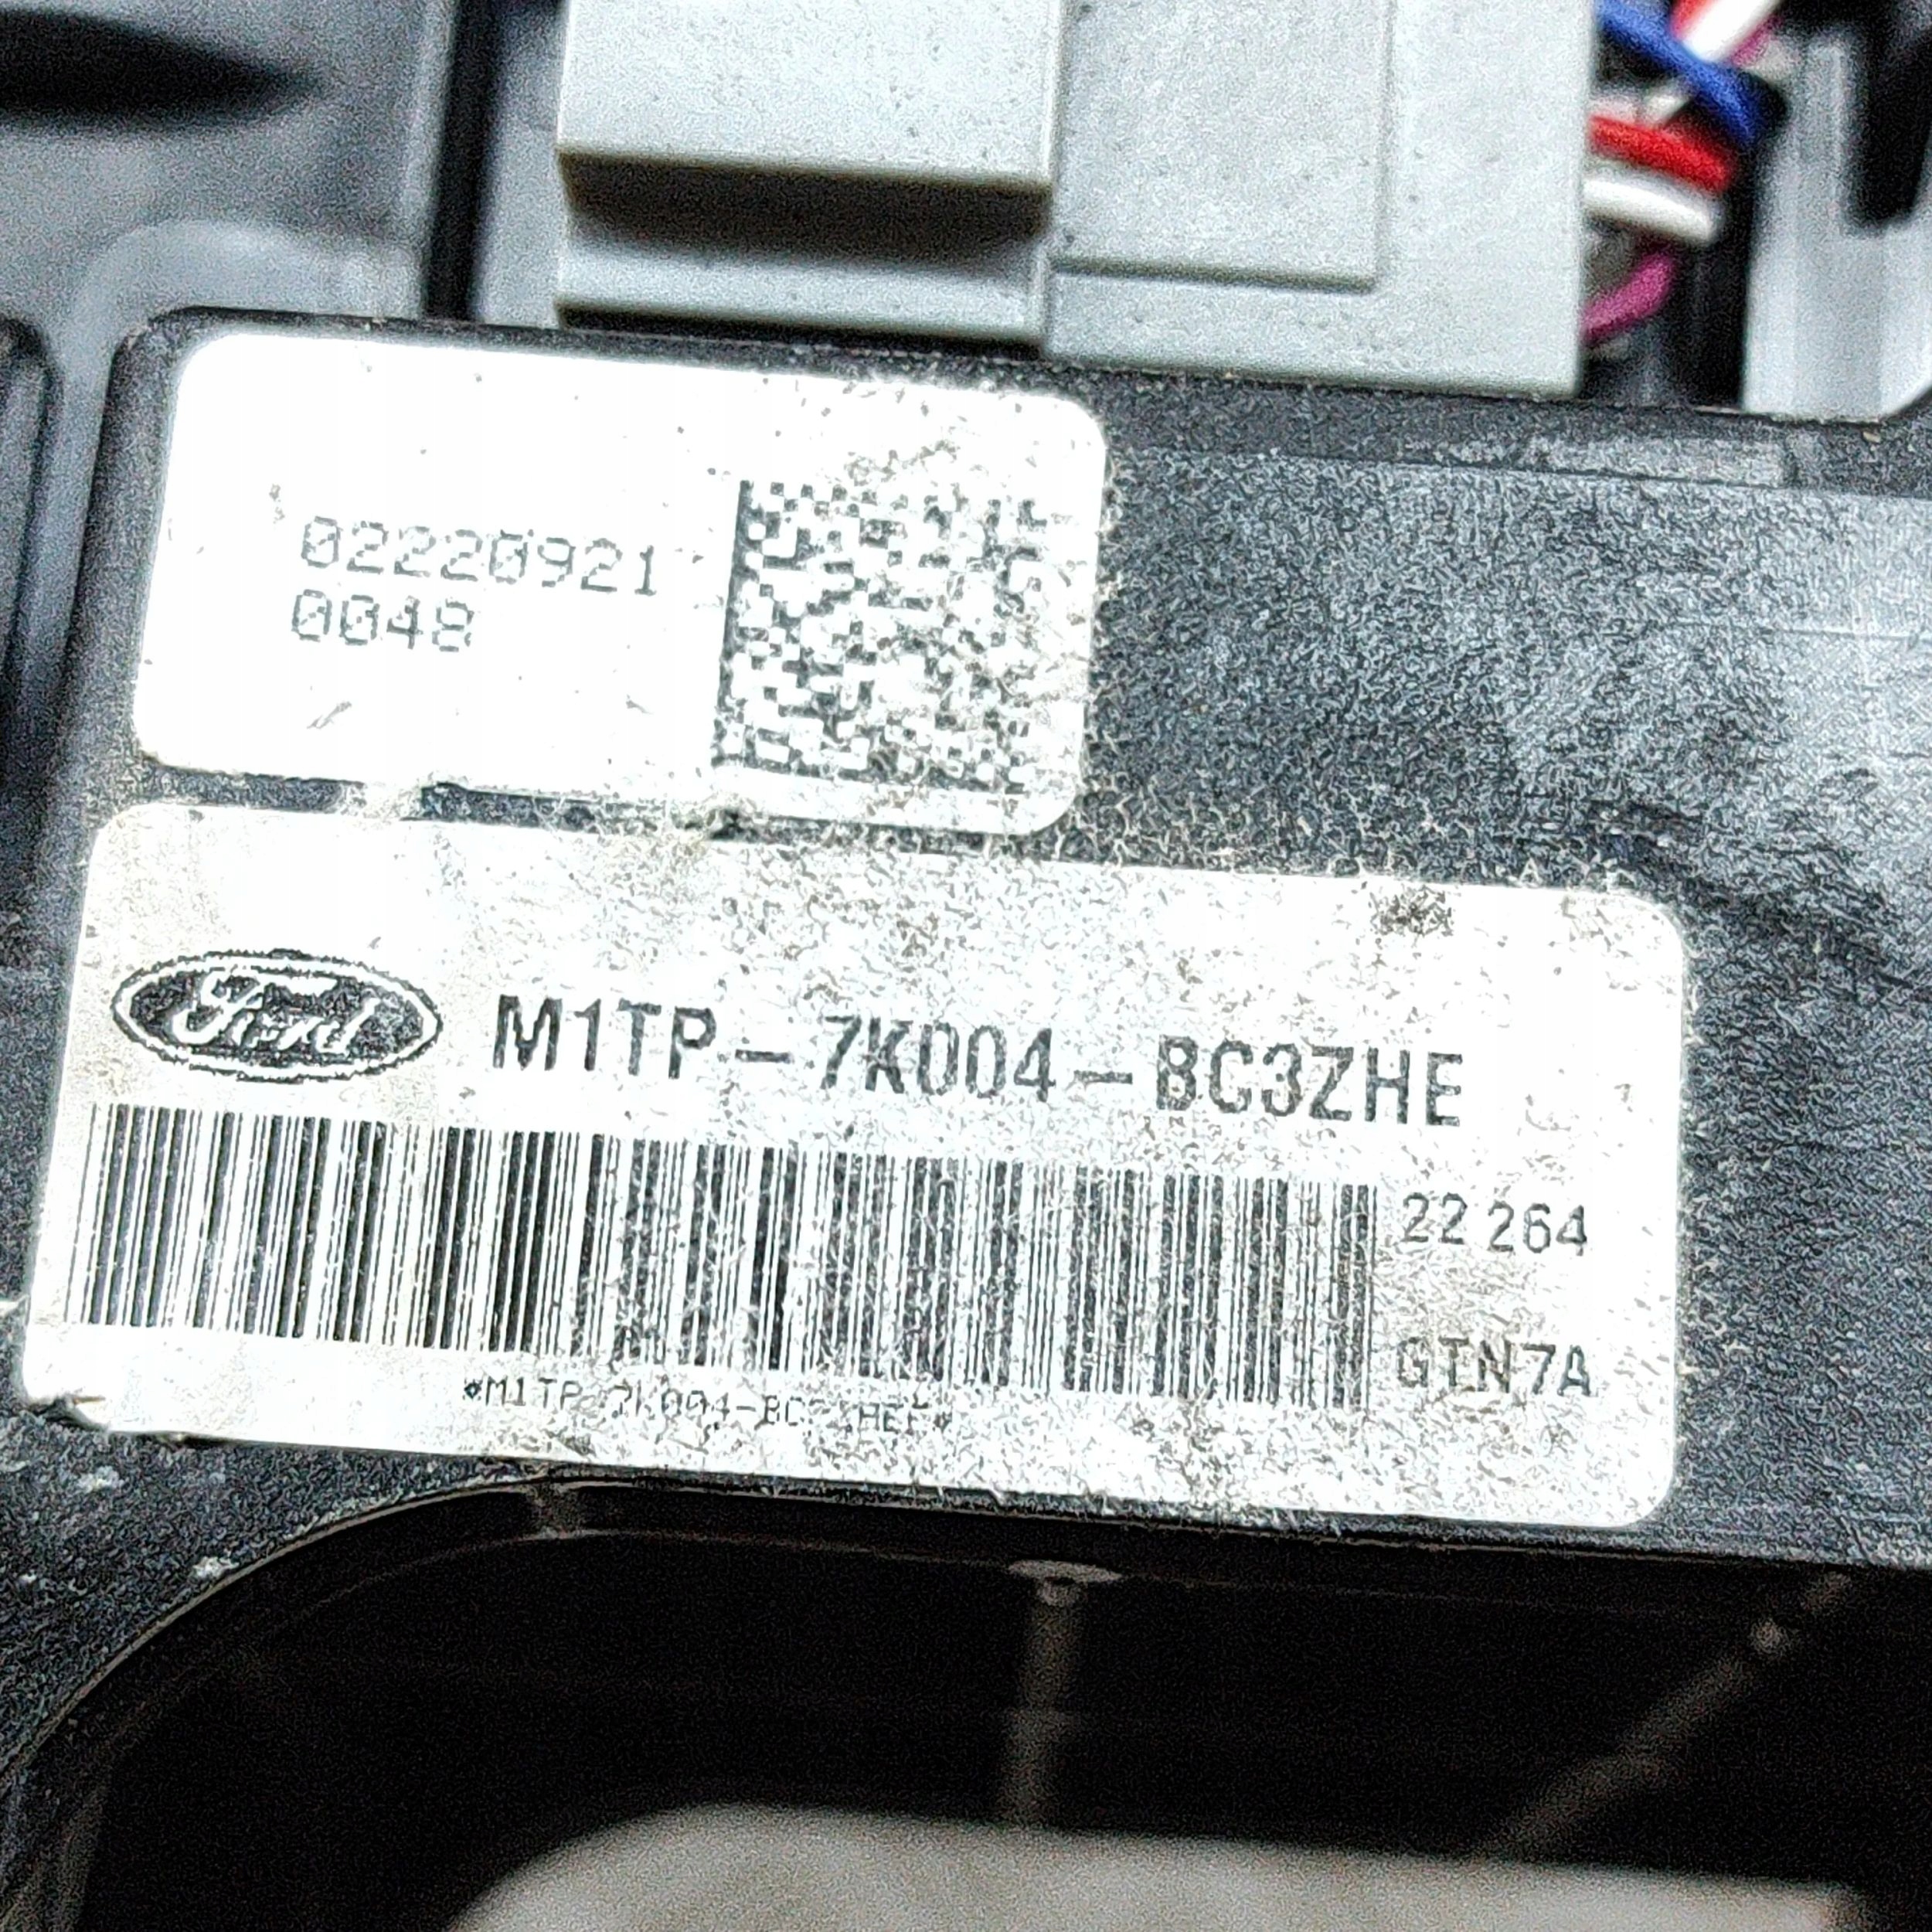 02220921
0048
Ford
M1TP-7K004-BC3ZHE
22 264
GTN7A